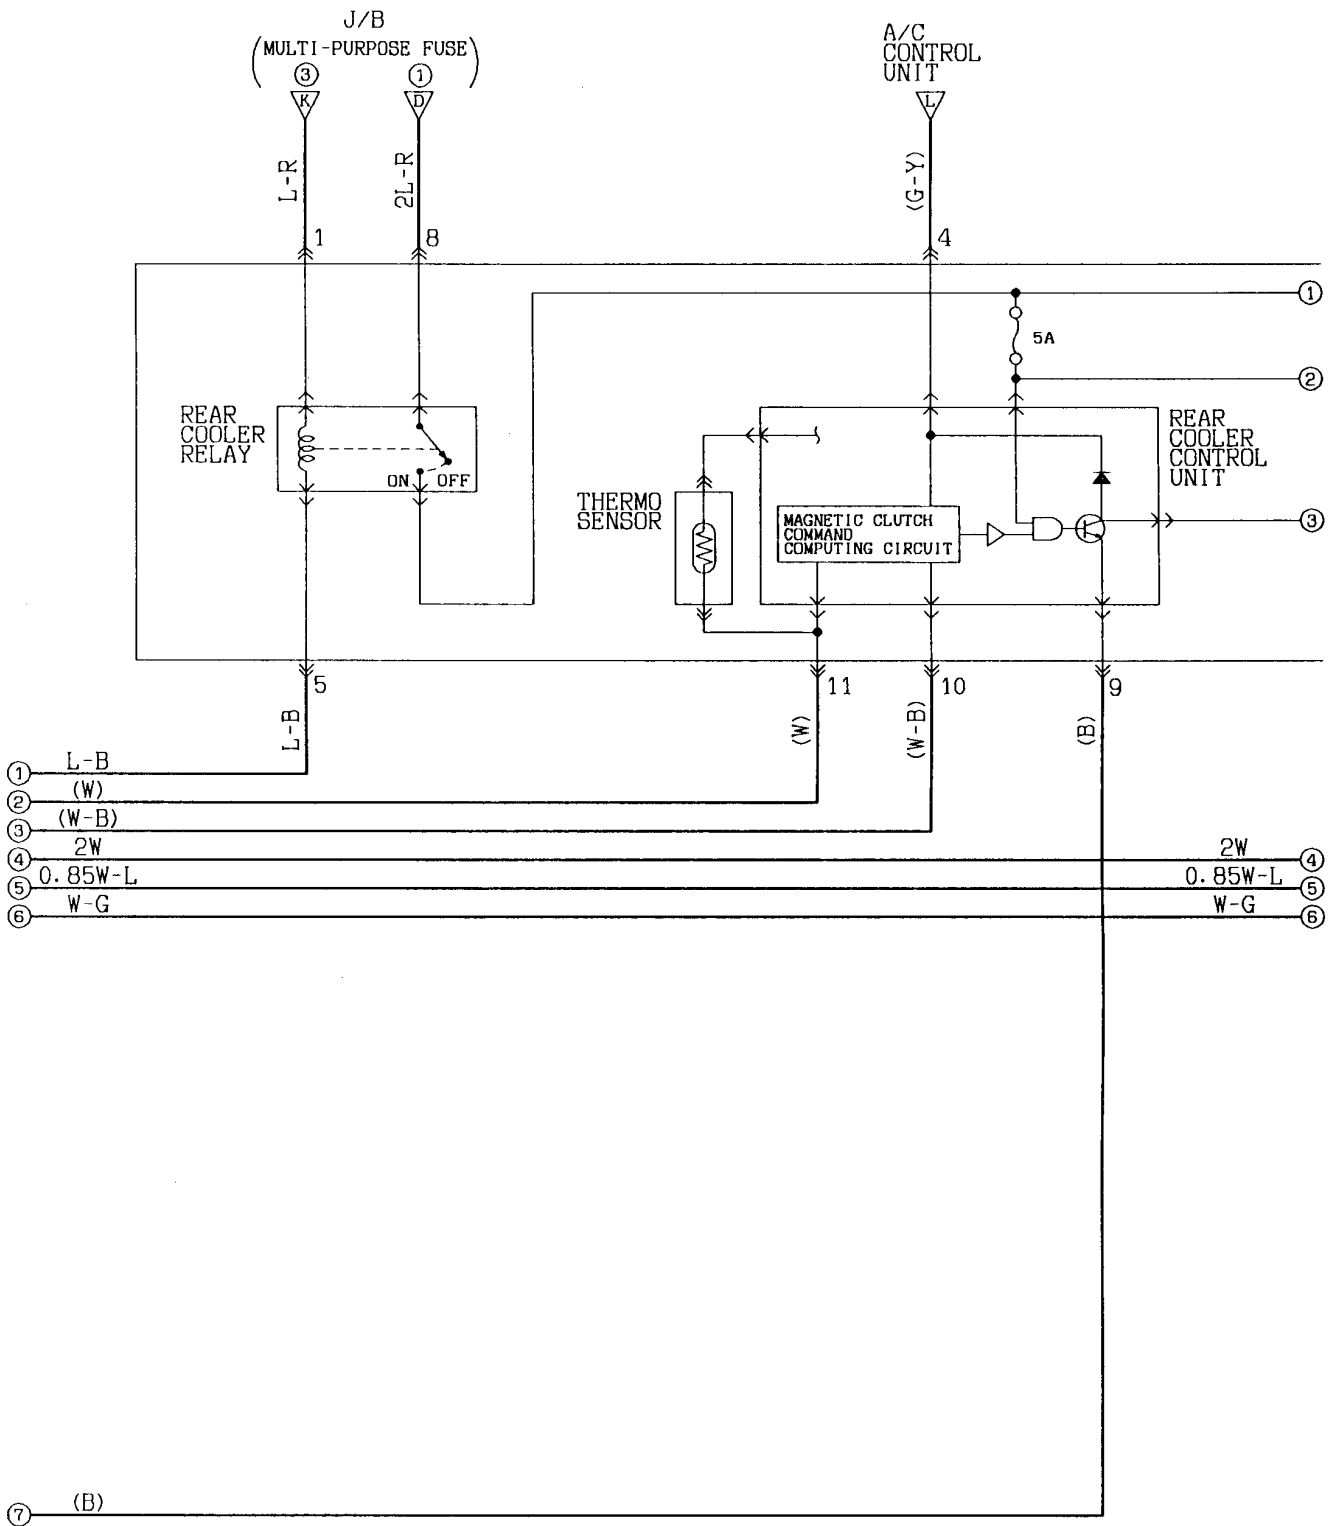 J/B
(MULTI-PURPOSE FUSE)
③ ①
K D
L-R
2L-R
1 8
A/C
CONTROL
UNIT
L
(G-Y)
4
①
5A
②
REAR
COOLER
RELAY
ON OFF
THERMO
SENSOR
MAGNETIC CLUTCH
COMMAND
COMPUTING CIRCUIT
REAR
COOLER
CONTROL
UNIT
③
5 11 10 9
L-B
(W)
(W-B)
(B)
① L-B
② (W)
③ (W-B)
④ 2W 2W ④
⑤ 0.85W-L 0.85W-L ⑤
⑥ W-G W-G ⑥
⑦ (B)